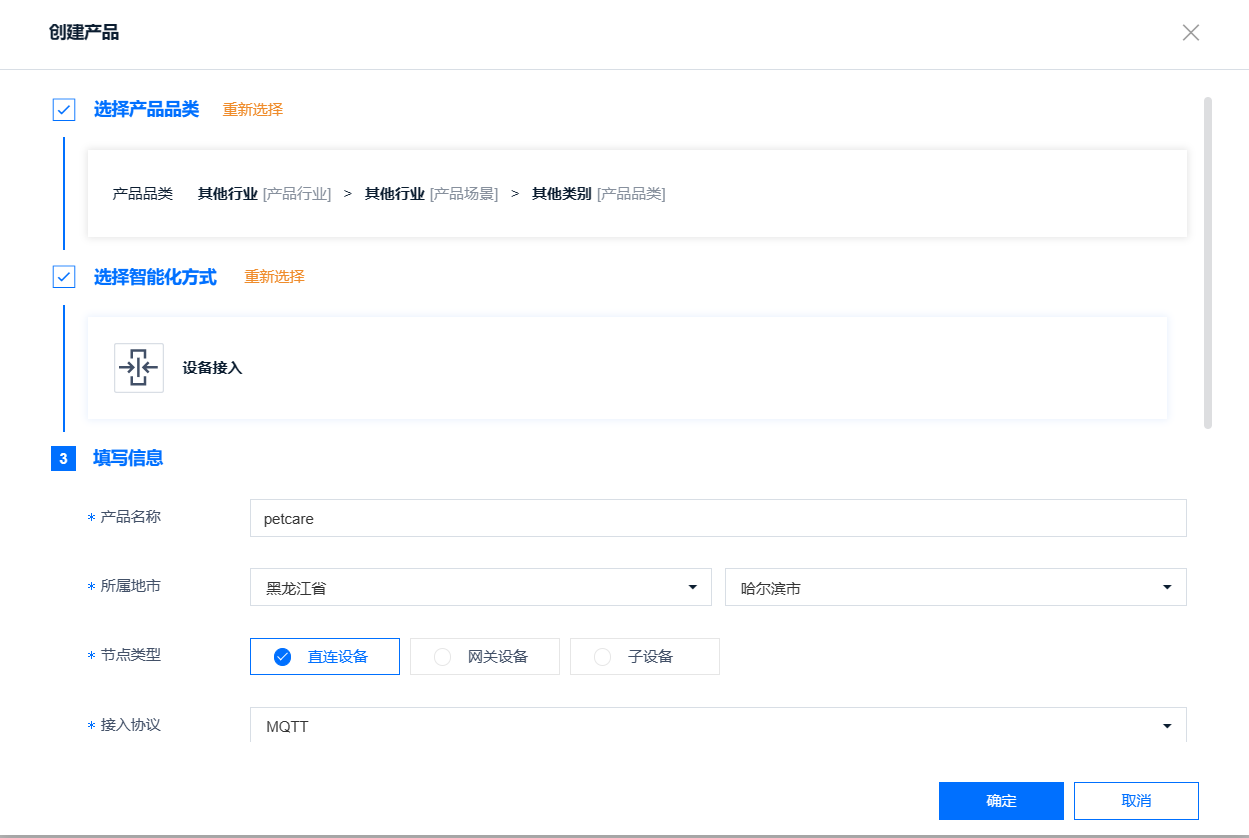 创建产品
选择产品品类 重新选择
产品品类 其他行业 [产品行业] > 其他行业 [产品场景] > 其他类别 [产品品类]
选择智能化方式 重新选择
设备接入
3 填写信息
* 产品名称 petcare
* 所属地市 黑龙江省 哈尔滨市
* 节点类型 直连设备 网关设备 子设备
* 接入协议 MQTT
确定 取消